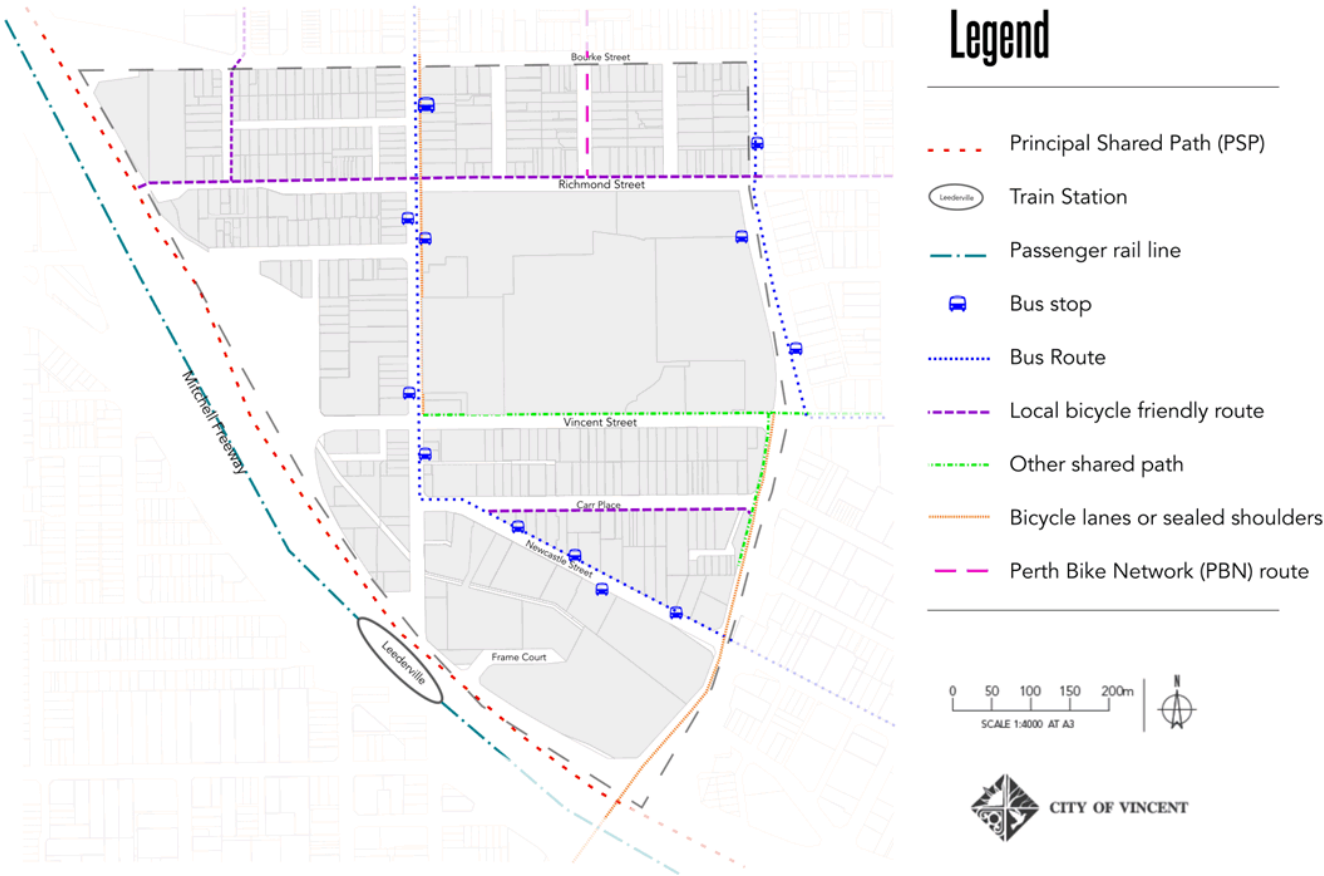 Legend
Bourke Street
Principal Shared Path (PSP)
Richmond Street
Leederville
Train Station
Passenger rail line
Bus stop
Bus Route
Mitchell Freeway
Local bicycle friendly route
Vincent Street
Other shared path
Carr Place
Bicycle lanes or sealed shoulders
Newcastle Street
Perth Bike Network (PBN) route
Frame Court
Leederville
0 50 100 150 200m
N
SCALE 1:4000 AT A3
CITY OF VINCENT